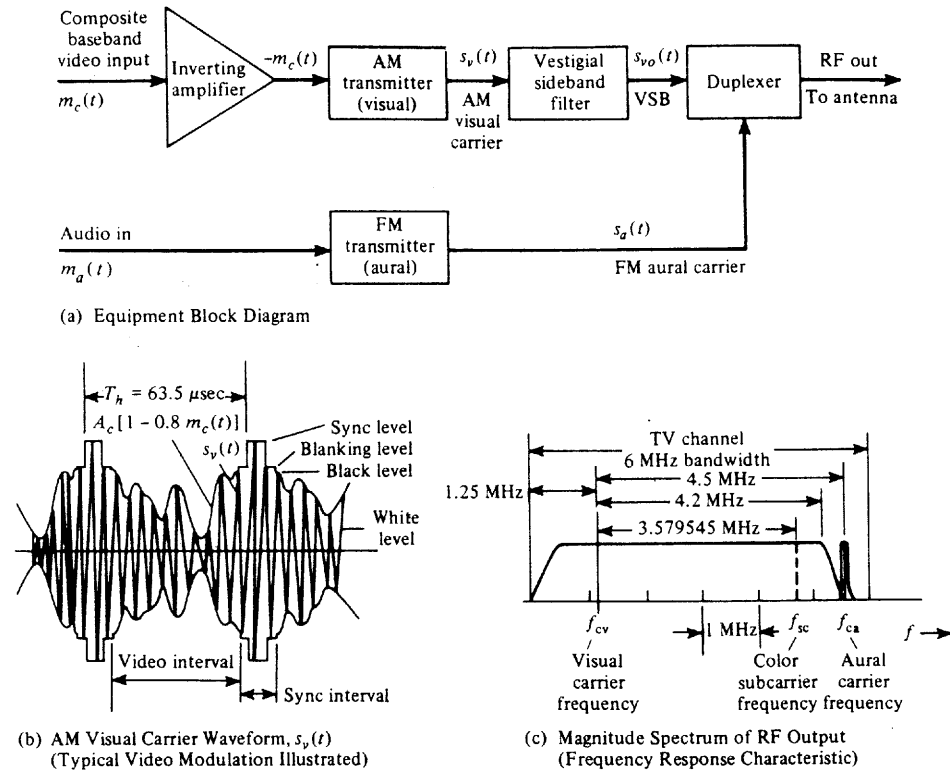 Composite
baseband
video input
m_c(t)
Inverting
amplifier
-m_c(t)
AM
transmitter
(visual)
s_v(t)
AM
visual
carrier
Vestigial
sideband
filter
s_vo(t)
VSB
Duplexer
RF out
To antenna
Audio in
m_a(t)
FM
transmitter
(aural)
s_a(t)
FM aural carrier
(a) Equipment Block Diagram
T_h = 63.5 μsec
A_c[1 - 0.8 m_c(t)]
s_v(t)
Sync level
Blanking level
Black level
White
level
Video interval
Sync interval
(b) AM Visual Carrier Waveform, s_v(t)
(Typical Video Modulation Illustrated)
TV channel
6 MHz bandwidth
1.25 MHz
4.5 MHz
4.2 MHz
3.579545 MHz
f_cv
1 MHz
f_sc
f_ca
f
Visual
carrier
frequency
Color
subcarrier
frequency
Aural
carrier
frequency
(c) Magnitude Spectrum of RF Output
(Frequency Response Characteristic)